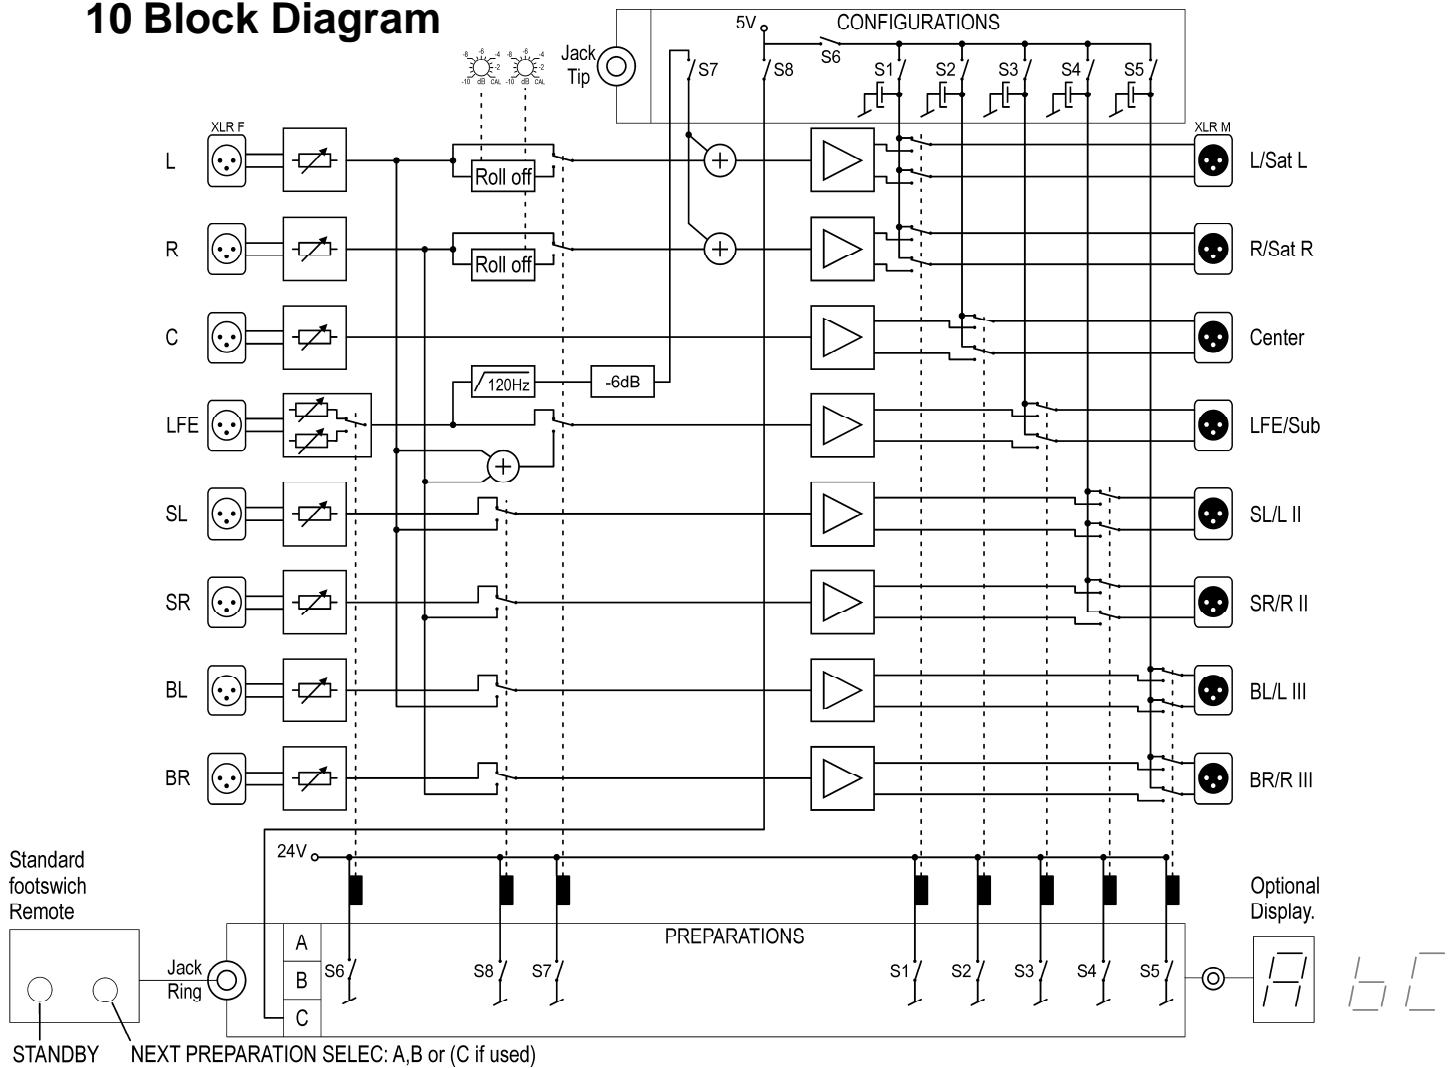 10 Block Diagram
5V
CONFIGURATIONS
Jack
Tip
-8 -6 -4 -2 -10 dB CAL
-8 -6 -4 -2 -10 dB CAL
S7
S8
S6
S1
S2
S3
S4
S5
XLR F
XLR M
L
Roll off
L/Sat L
R
Roll off
R/Sat R
C
Center
120Hz
-6dB
LFE
LFE/Sub
SL
SL/L II
SR
SR/R II
BL
BL/L III
BR
BR/R III
24V
Standard
footswich
Remote
Optional
Display.
PREPARATIONS
A
B
C
Jack
Ring
S6
S8
S7
S1
S2
S3
S4
S5
A b C
STANDBY
NEXT PREPARATION SELEC: A,B or (C if used)